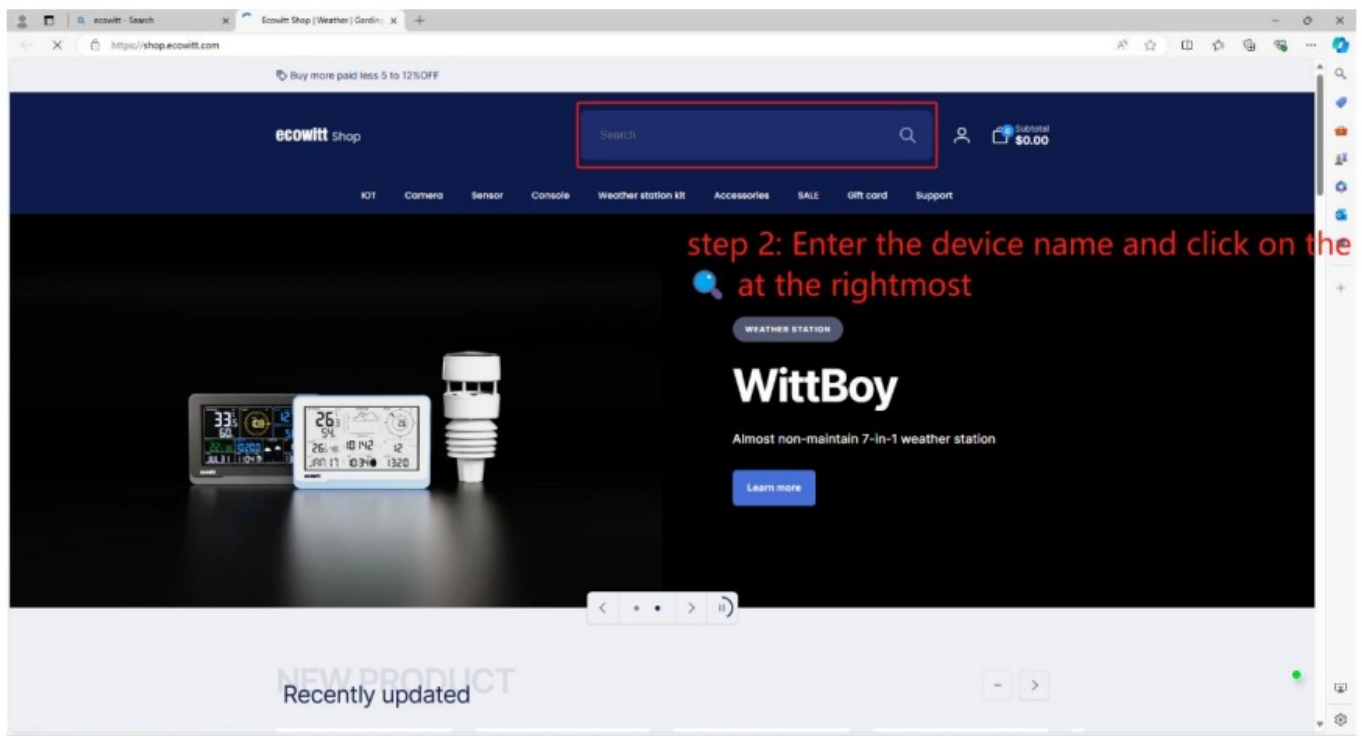 ecowitt - Search
Ecowitt Shop | Weather | Gardin
https://shop.ecowitt.com
Buy more paid less 5 to 12%OFF
ecowitt Shop
Search
0
Subtotal
$0.00
IOT Camera Sensor Console Weather station kit Accessories SALE Gift card Support
step 2: Enter the device name and click on the
at the rightmost
WEATHER STATION
WittBoy
Almost non-maintain 7-in-1 weather station
Learn more
NEW PRODUCT
Recently updated